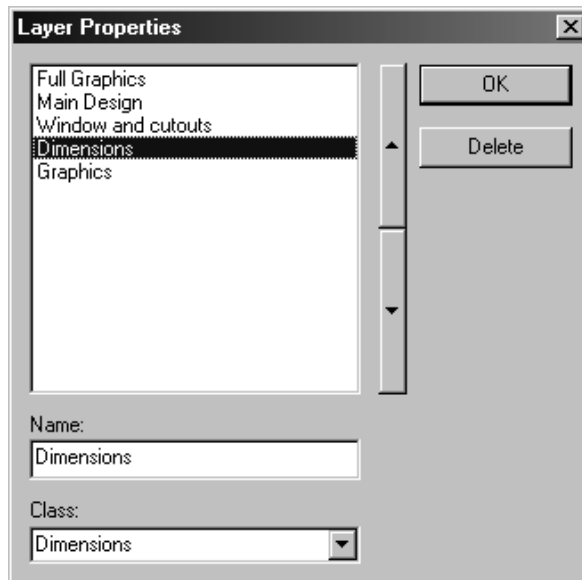 Layer Properties
Full Graphics
Main Design
Window and cutouts
Dimensions
Graphics
OK
Delete
Name:
Dimensions
Class:
Dimensions